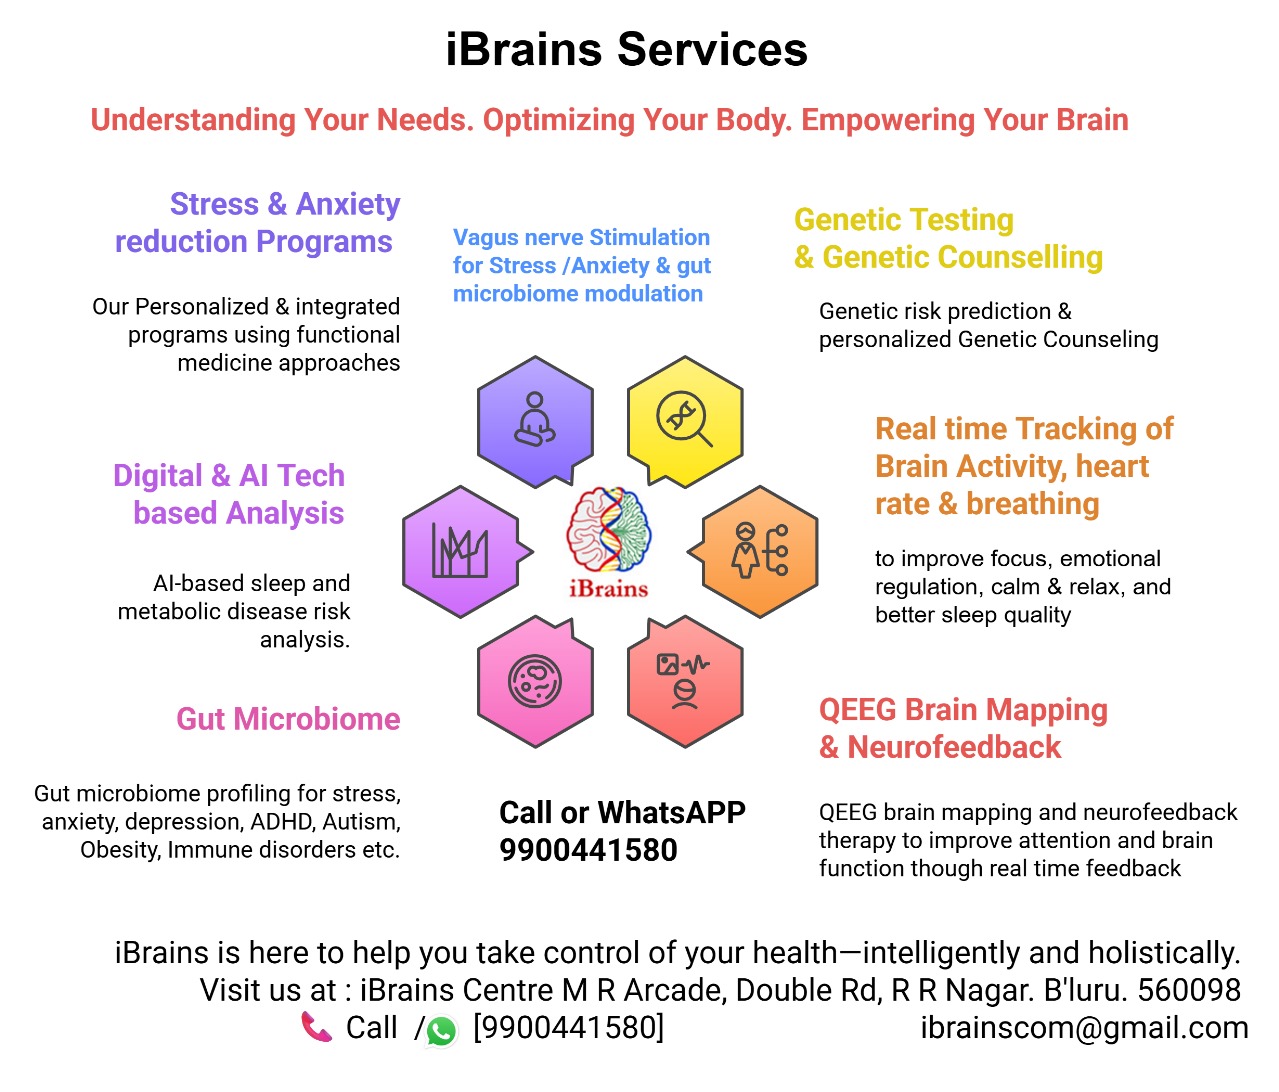 iBrains Services
Understanding Your Needs. Optimizing Your Body. Empowering Your Brain
Stress & Anxiety
reduction Programs
Our Personalized & integrated
programs using functional
medicine approaches
Vagus nerve Stimulation
for Stress /Anxiety & gut
microbiome modulation
Genetic Testing
& Genetic Counselling
Genetic risk prediction &
personalized Genetic Counseling
Digital & AI Tech
based Analysis
AI-based sleep and
metabolic disease risk
analysis.
iBrains
Real time Tracking of
Brain Activity, heart
rate & breathing
to improve focus, emotional
regulation, calm & relax, and
better sleep quality
Gut Microbiome
Gut microbiome profiling for stress,
anxiety, depression, ADHD, Autism,
Obesity, Immune disorders etc.
Call or WhatsAPP
9900441580
QEEG Brain Mapping
& Neurofeedback
QEEG brain mapping and neurofeedback
therapy to improve attention and brain
function though real time feedback
iBrains is here to help you take control of your health—intelligently and holistically.
Visit us at : iBrains Centre M R Arcade, Double Rd, R R Nagar. B'luru. 560098
Call / [9900441580] ibrainscom@gmail.com